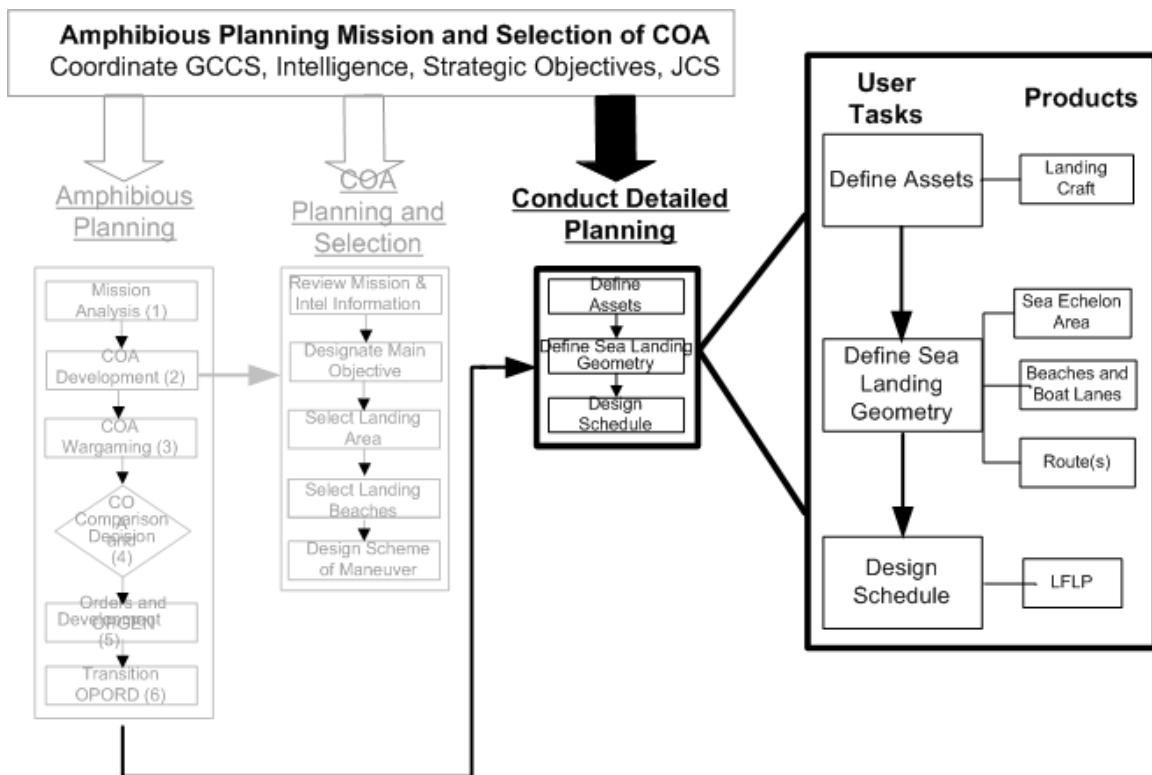 Amphibious Planning Mission and Selection of COA
Coordinate GCCS, Intelligence, Strategic Objectives, JCS
Amphibious
Planning
Mission
Analysis (1)
COA
Development (2)
COA
Wargaming (3)
CO
A
Comparison
and
Decision
(4)
Orders and
Development
(5)
Transition
OPORD (6)
COA
Planning and
Selection
Review Mission &
Intel Information
Designate Main
Objective
Select Landing
Area
Select Landing
Beaches
Design Scheme
of Maneuver
Conduct Detailed
Planning
Define
Assets
Define Sea Landing
Geometry
Design
Schedule
User
Tasks
Products
Define Assets
Landing
Craft
Define Sea
Landing
Geometry
Sea Echelon
Area
Beaches and
Boat Lanes
Route(s)
Design
Schedule
LFLP